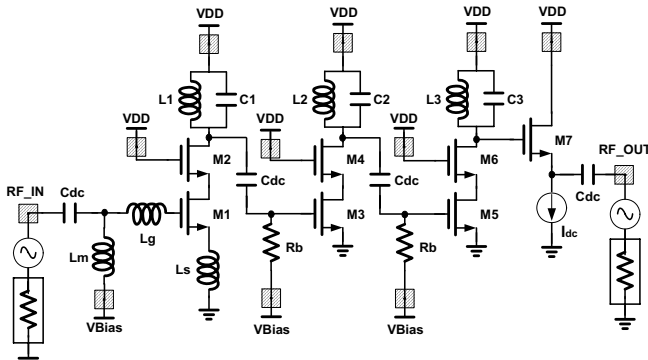 VDD
VDD
VDD
VDD
L1
C1
L2
C2
L3
C3
VDD
VDD
VDD
M7
M2
M4
M6
RF_OUT
RF_IN
Cdc
Cdc
Cdc
Cdc
M1
M3
M5
Idc
Lg
Lm
Ls
Rb
Rb
VBias
VBias
VBias